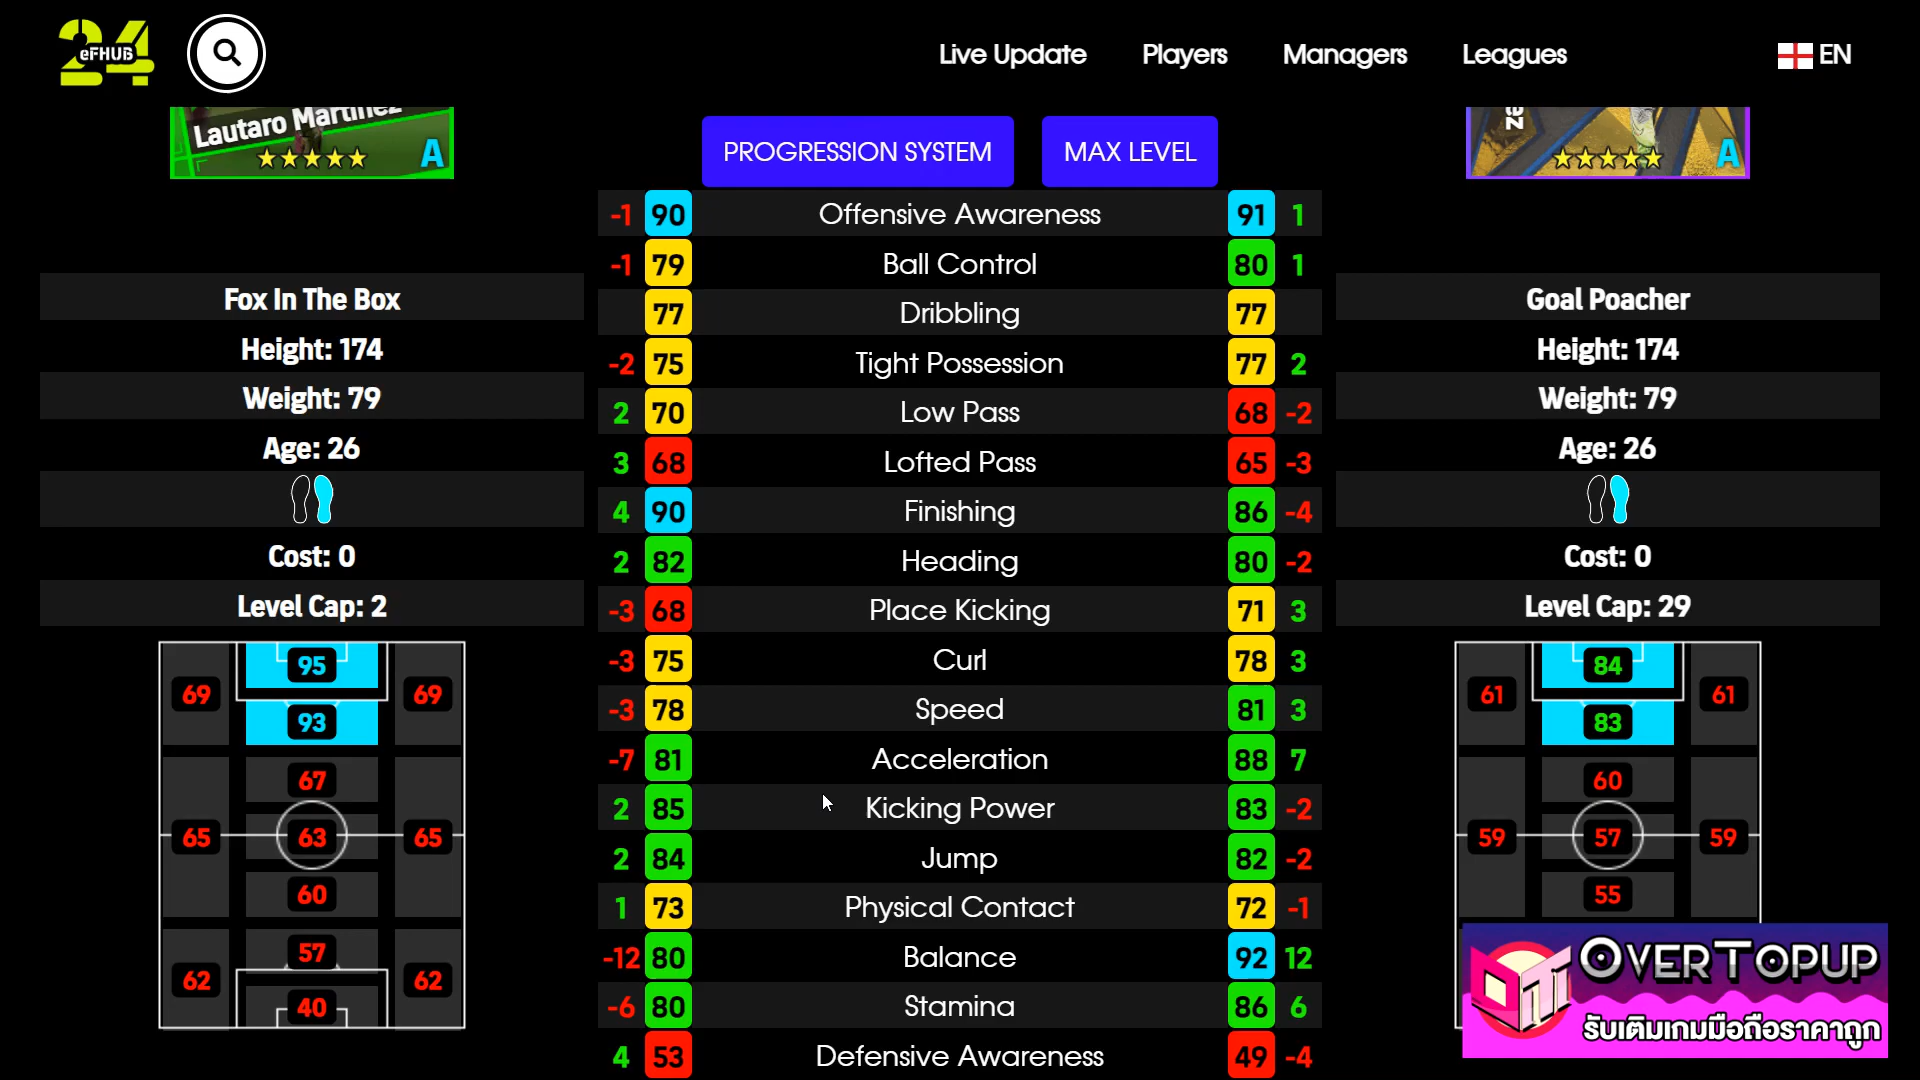 24
eFHUB
Live Update
Players
Managers
Leagues
EN
Lautaro Martínez
A
A
PROGRESSION SYSTEM
MAX LEVEL
Fox In The Box
Height: 174
Weight: 79
Age: 26
Cost: 0
Level Cap: 2
95
69 69
93
67
65 63 65
60
57
62 62
40
-1 90 Offensive Awareness 91 1
-1 79 Ball Control 80 1
77 Dribbling 77
-2 75 Tight Possession 77 2
2 70 Low Pass 68 -2
3 68 Lofted Pass 65 -3
4 90 Finishing 86 -4
2 82 Heading 80 -2
-3 68 Place Kicking 71 3
-3 75 Curl 78 3
-3 78 Speed 81 3
-7 81 Acceleration 88 7
2 85 Kicking Power 83 -2
2 84 Jump 82 -2
1 73 Physical Contact 72 -1
-12 80 Balance 92 12
-6 80 Stamina 86 6
4 53 Defensive Awareness 49 -4
Goal Poacher
Height: 174
Weight: 79
Age: 26
Cost: 0
Level Cap: 29
84
61 61
83
60
59 57 59
55
OTI
OVERTOPUP
รับเติมเกมมือถือราคาถูก